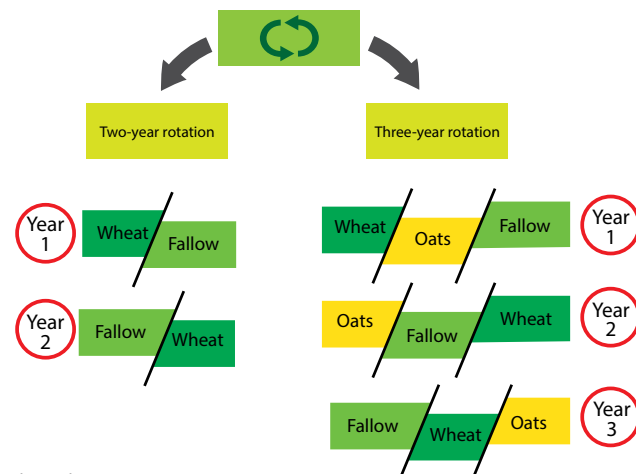 Two-year rotation
Three-year rotation
Year
1
Wheat
Fallow
Year
2
Fallow
Wheat
Wheat
Oats
Fallow
Year
1
Oats
Fallow
Wheat
Year
2
Fallow
Wheat
Oats
Year
3